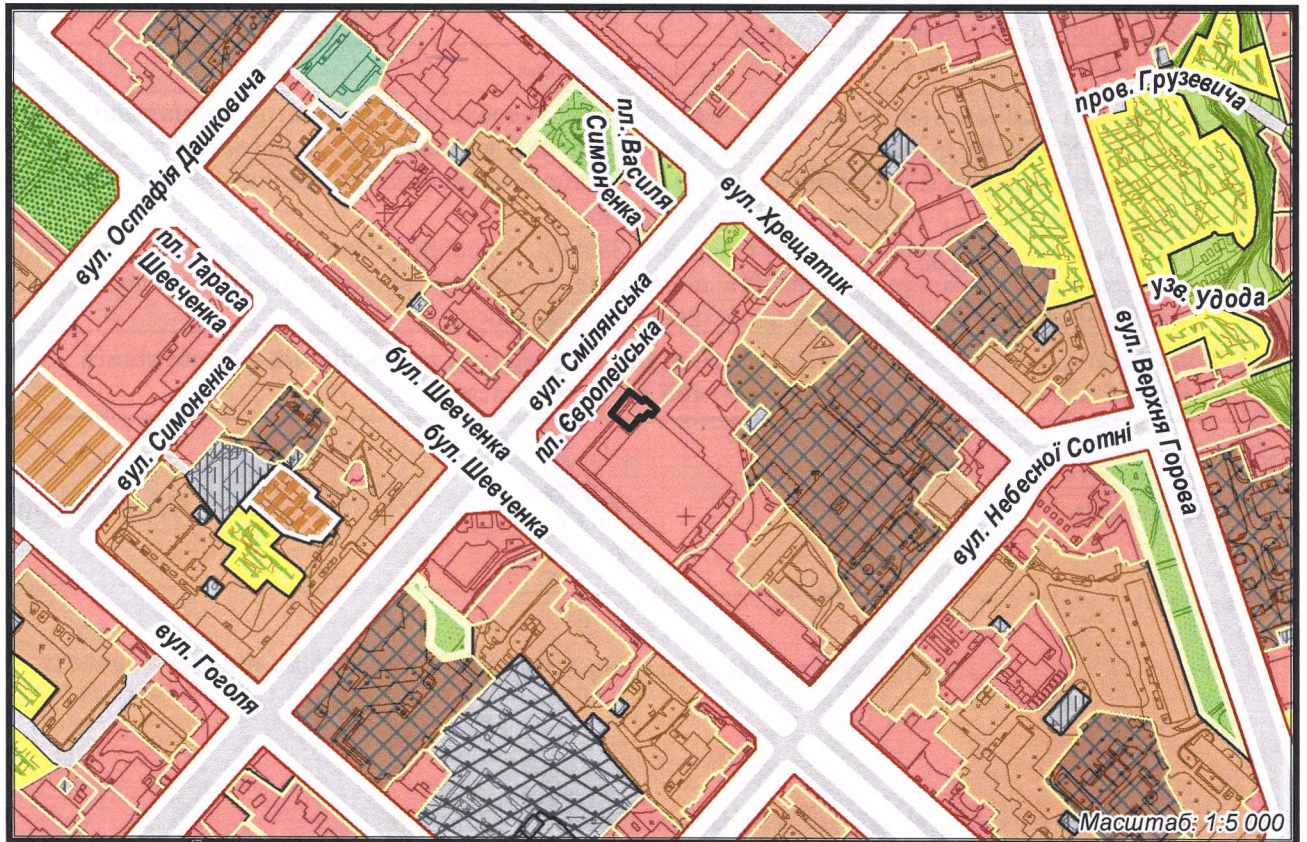 вул. Остафія Дашковича
пл. Василя
Симоненка
пров. Грузевича
вул. Хрещатик
пл. Тараса
Шевченка
вул. Смілянська
узв. Удода
вул. Симоненка
бул. Шевченка
пл. Європейська
вул. Верхня Горова
бул. Шевченка
вул. Небесної Сотні
вул. Гоголя
Масштаб: 1:5 000